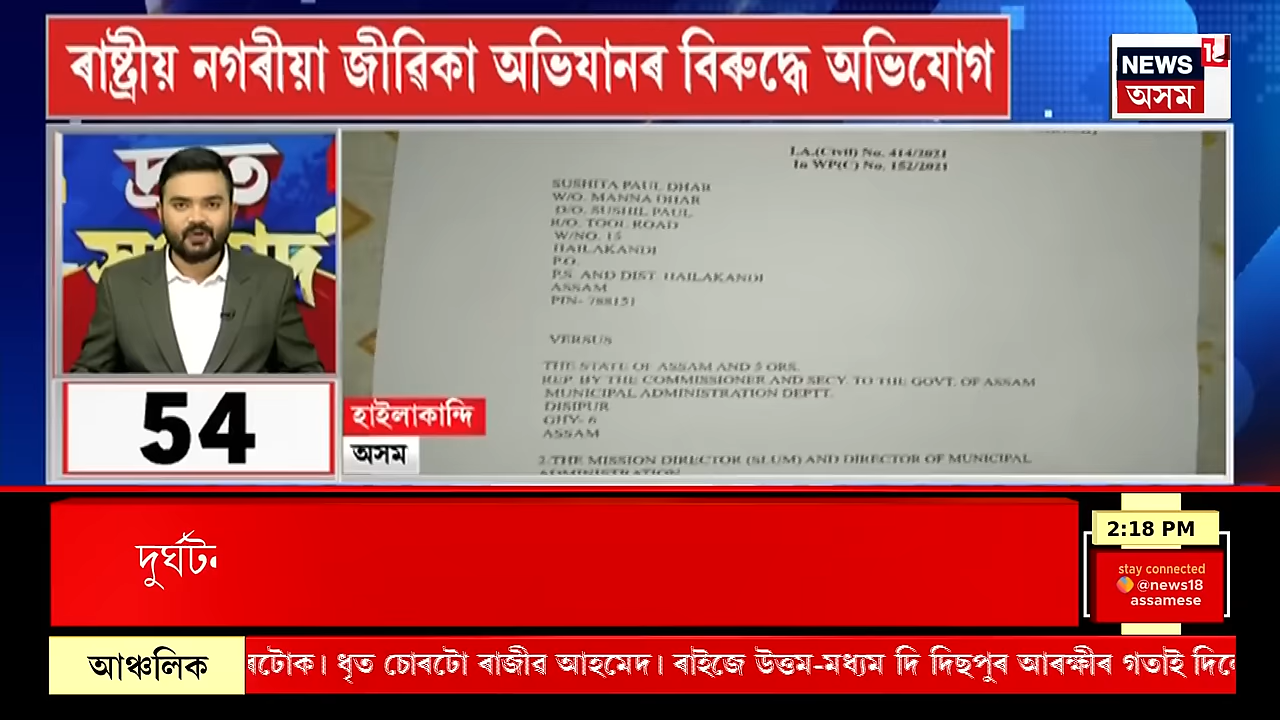 ৰাষ্ট্ৰীয় নগৰীয়া জীৱিকা অভিযানৰ বিৰুদ্ধে অভিযোগ
NEWS 18
অসম
দ্ৰুত
সংবাদ
54
হাইলাকান্দি
অসম
I.A.(Civil) No. 414/2021
In WP(C) No. 152/2021
SUSHITA PAUL DHAR
W/O. MANNA DHAR
D/O. SUSHIL PAUL
R/O. TOOL ROAD
W/NO. 15
HAILAKANDI
P.O.
P.S. AND DIST. HAILAKANDI
ASSAM
PIN- 788151
VERSUS
THE STATE OF ASSAM AND 5 ORS.
REP. BY THE COMMISSIONER AND SECY. TO THE GOVT. OF ASSAM
MUNICIPAL ADMINISTRATION DEPTT.
DISPUR
GHY- 6
ASSAM
2.THE MISSION DIRECTOR (SLUM) AND DIRECTOR OF MUNICIPAL
ADMINISTRATION
দুৰ্ঘট
2:18 PM
stay connected
@news18
assamese
আঞ্চলিক
ৰটোক। ধৃত চোৰটো ৰাজীৱ আহমেদ। ৰাইজে উত্তম-মধ্যম দি দিছপুৰ আৰক্ষীৰ গতাই দিে